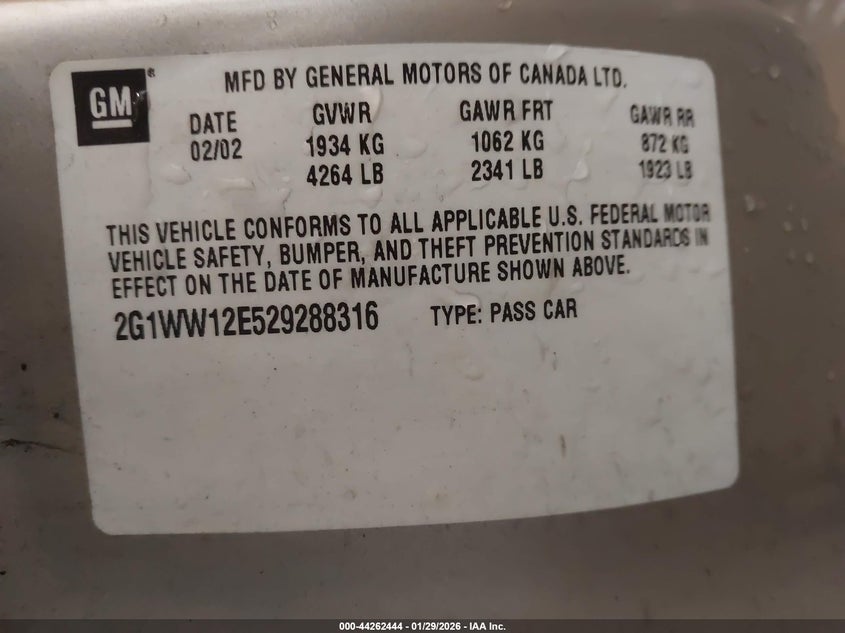 GM®
MFD BY GENERAL MOTORS OF CANADA LTD.
DATE GVWR GAWR FRT GAWR RR
02/02 1934 KG 1062 KG 872 KG
4264 LB 2341 LB 1923 LB
THIS VEHICLE CONFORMS TO ALL APPLICABLE U.S. FEDERAL MOTOR
VEHICLE SAFETY, BUMPER, AND THEFT PREVENTION STANDARDS IN
EFFECT ON THE DATE OF MANUFACTURE SHOWN ABOVE.
2G1WW12E529288316 TYPE: PASS CAR
000-44262444 - 01/29/2026 - IAA Inc.